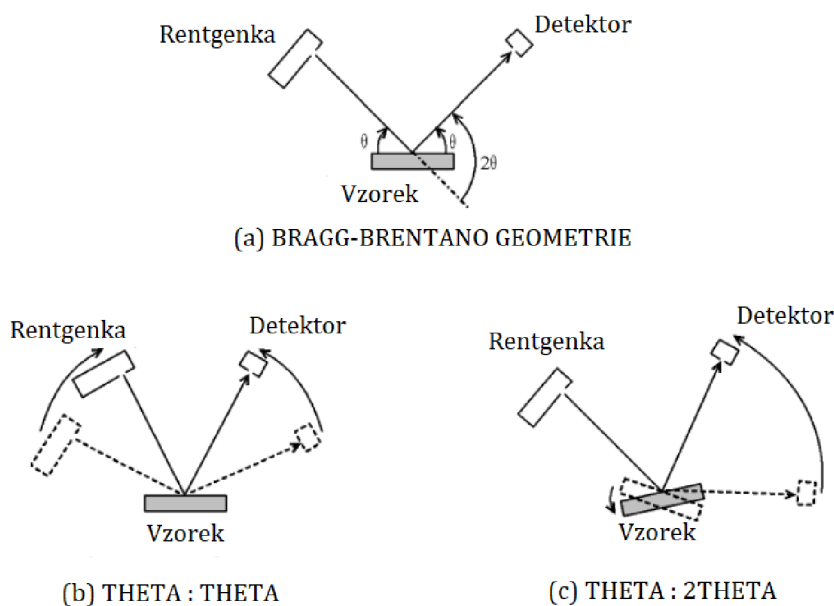 Rentgenka
Detektor
θ
θ
2θ
Vzorek
(a) BRAGG-BRENTANO GEOMETRIE
Rentgenka
Detektor
Vzorek
(b) THETA : THETA
Rentgenka
Detektor
Vzorek
(c) THETA : 2THETA